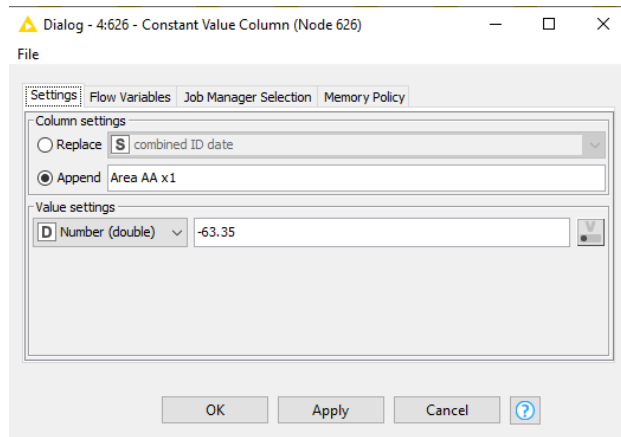 Dialog - 4:626 - Constant Value Column (Node 626)
File
Settings Flow Variables Job Manager Selection Memory Policy
Column settings
Replace S combined ID date
Append Area AA x1
Value settings
D Number (double) -63.35 V
OK Apply Cancel ?